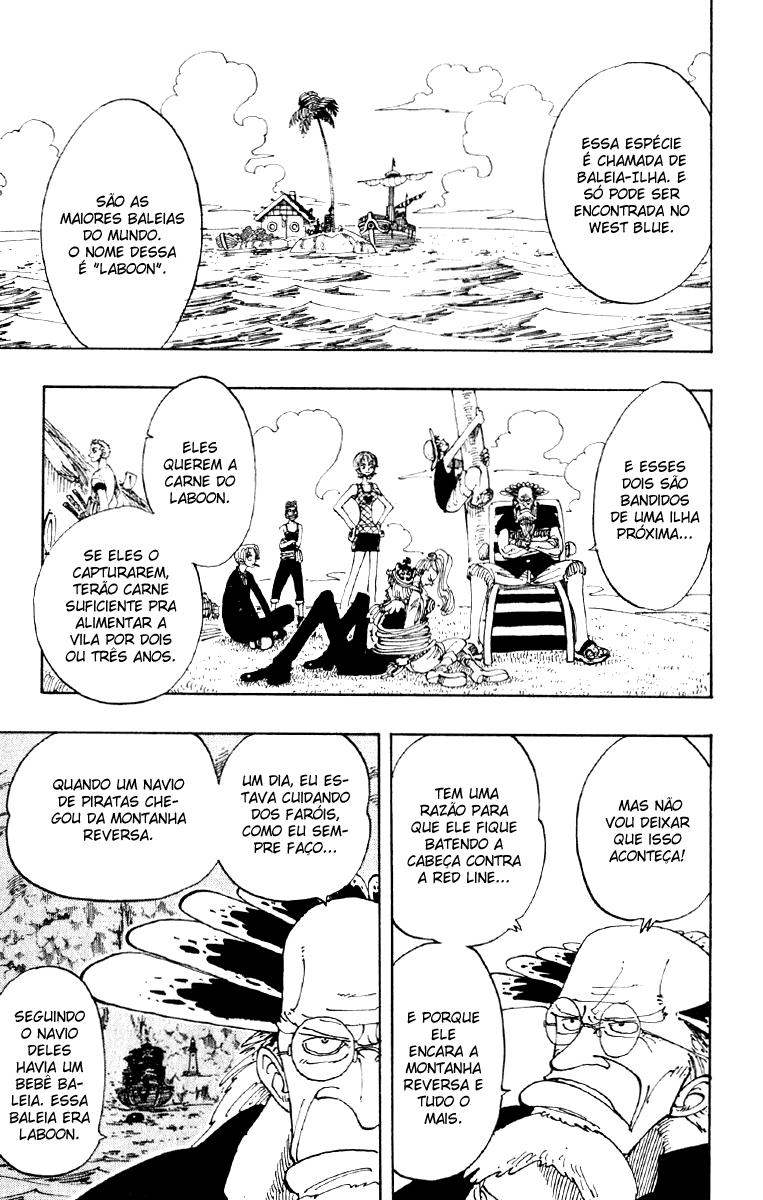 ESSA ESPÉCIE
É CHAMADA DE
BALEIA-ILHA. E
SÓ PODE SER
ENCONTRADA NO
WEST BLUE.
SÃO AS
MAIORES BALEIAS
DO MUNDO.
O NOME DESSA
É "LABOON".
E ESSES
DOIS SÃO
BANDIDOS
DE UMA ILHA
PRÓXIMA...
ELES
QUEREM A
CARNE DO
LABOON.
SE ELES O
CAPTURAREM,
TERÃO CARNE
SUFICIENTE PRA
ALIMENTAR A
VILA POR DOIS
OU TRÊS ANOS.
MAS NÃO
VOU DEIXAR
QUE ISSO
ACONTEÇA!
TEM UMA
RAZÃO PARA
QUE ELE FIQUE
BATENDO A
CABEÇA CONTRA
A RED LINE...
E PORQUE
ELE
ENCARA A
MONTANHA
REVERSA E
TUDO O
MAIS.
UM DIA, EU ES-
TAVA CUIDANDO
DOS FARÓIS,
COMO EU SEM-
PRE FAÇO...
QUANDO UM NAVIO
DE PIRATAS CHE-
GOU DA MONTANHA
REVERSA.
SEGUINDO
O NAVIO
DELES
HAVIA UM
BEBÊ BA-
LEIA. ESSA
BALEIA ERA
LABOON.